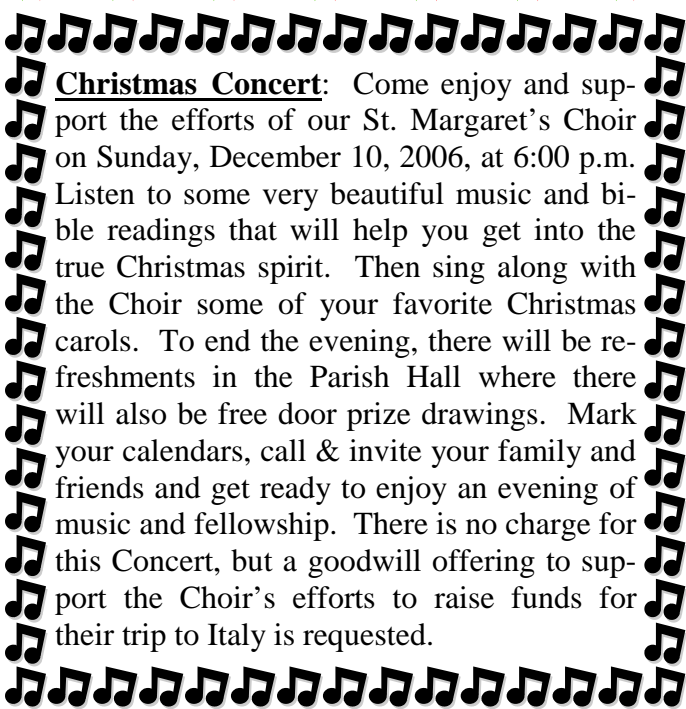 Christmas Concert: Come enjoy and sup-
port the efforts of our St. Margaret’s Choir
on Sunday, December 10, 2006, at 6:00 p.m.
Listen to some very beautiful music and bi-
ble readings that will help you get into the
true Christmas spirit. Then sing along with
the Choir some of your favorite Christmas
carols. To end the evening, there will be re-
freshments in the Parish Hall where there
will also be free door prize drawings. Mark
your calendars, call & invite your family and
friends and get ready to enjoy an evening of
music and fellowship. There is no charge for
this Concert, but a goodwill offering to sup-
port the Choir’s efforts to raise funds for
their trip to Italy is requested.